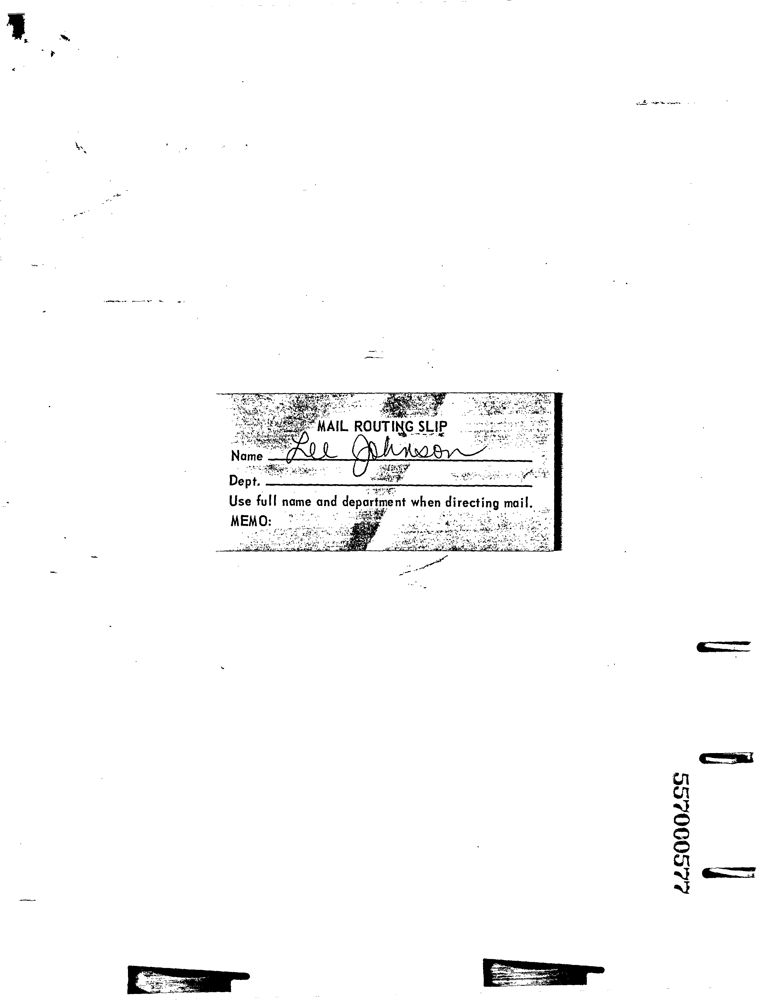 MAIL ROUTING SLIP
Name Lee Johnson
Dept.
Use full name and department when directing mail.
MEMO:
557000577